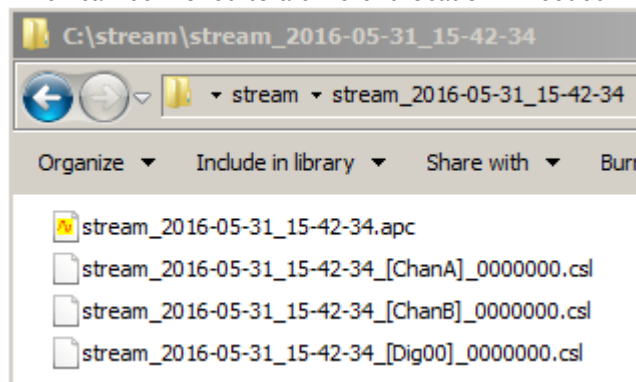 C:\stream\stream_2016-05-31_15-42-34
stream stream_2016-05-31_15-42-34
Organize Include in library Share with
stream_2016-05-31_15-42-34.apc
stream_2016-05-31_15-42-34_[ChanA]_0000000.csl
stream_2016-05-31_15-42-34_[ChanB]_0000000.csl
stream_2016-05-31_15-42-34_[Dig00]_0000000.csl